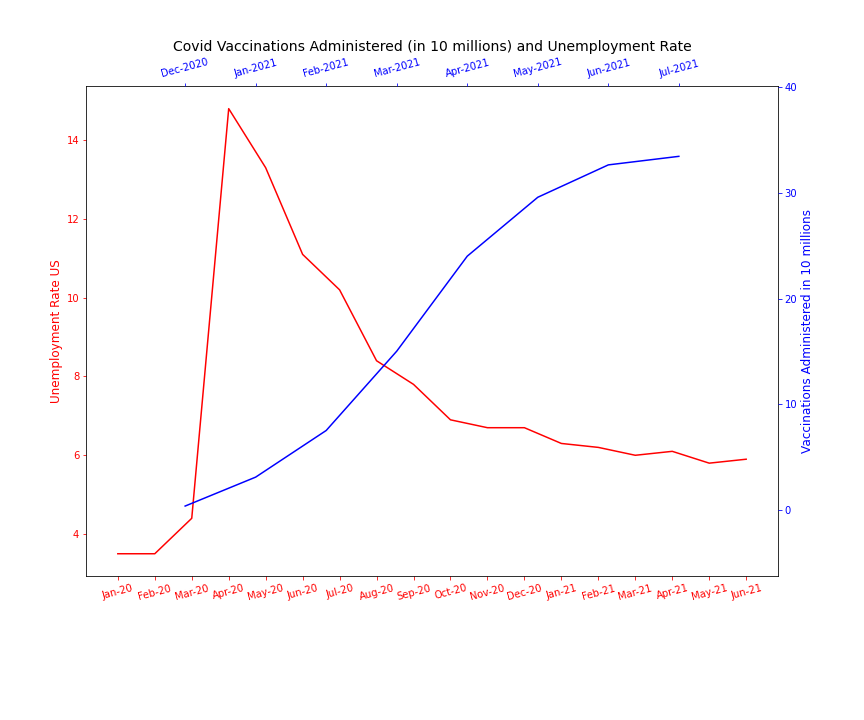 Covid Vaccinations Administered (in 10 millions) and Unemployment Rate
Dec-2020 Jan-2021 Feb-2021 Mar-2021 Apr-2021 May-2021 Jun-2021 Jul-2021
Unemployment Rate US
14
12
10
8
6
4
40
30
20
10
0
Vaccinations Administered in 10 millions
Jan-20 Feb-20 Mar-20 Apr-20 May-20 Jun-20 Jul-20 Aug-20 Sep-20 Oct-20 Nov-20 Dec-20 Jan-21 Feb-21 Mar-21 Apr-21 May-21 Jun-21